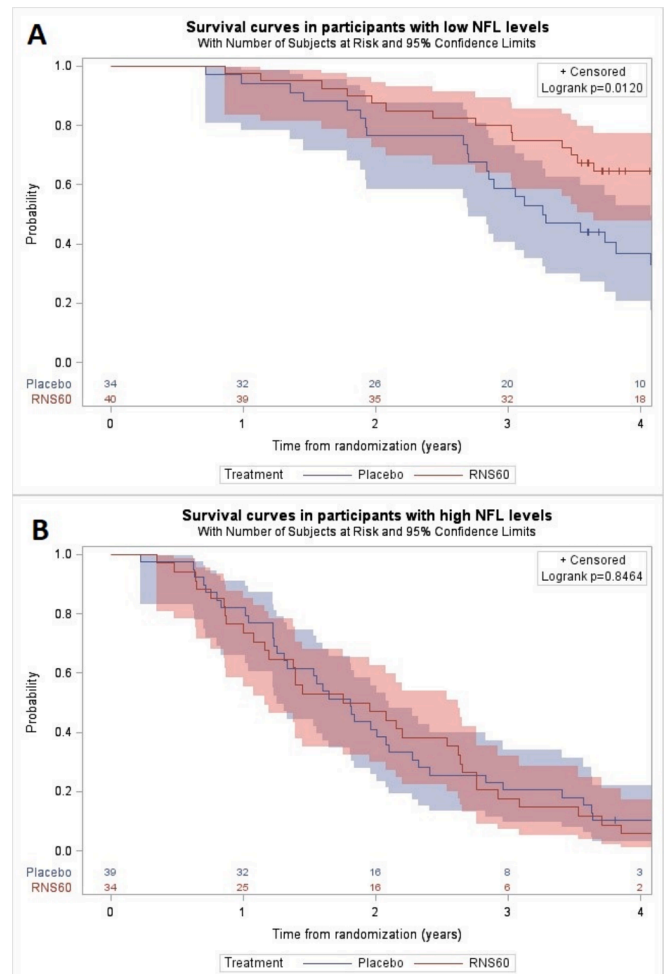 A
Survival curves in participants with low NFL levels
With Number of Subjects at Risk and 95% Confidence Limits
+ Censored
Logrank p=0.0120
Probability
1.0
0.8
0.6
0.4
0.2
0.0
Placebo 34 32 26 20 10
RNS60 40 39 35 32 18
0 1 2 3 4
Time from randomization (years)
Treatment Placebo RNS60
B
Survival curves in participants with high NFL levels
With Number of Subjects at Risk and 95% Confidence Limits
+ Censored
Logrank p=0.8464
Probability
1.0
0.8
0.6
0.4
0.2
0.0
Placebo 39 32 16 8 3
RNS60 34 25 16 6 2
0 1 2 3 4
Time from randomization (years)
Treatment Placebo RNS60